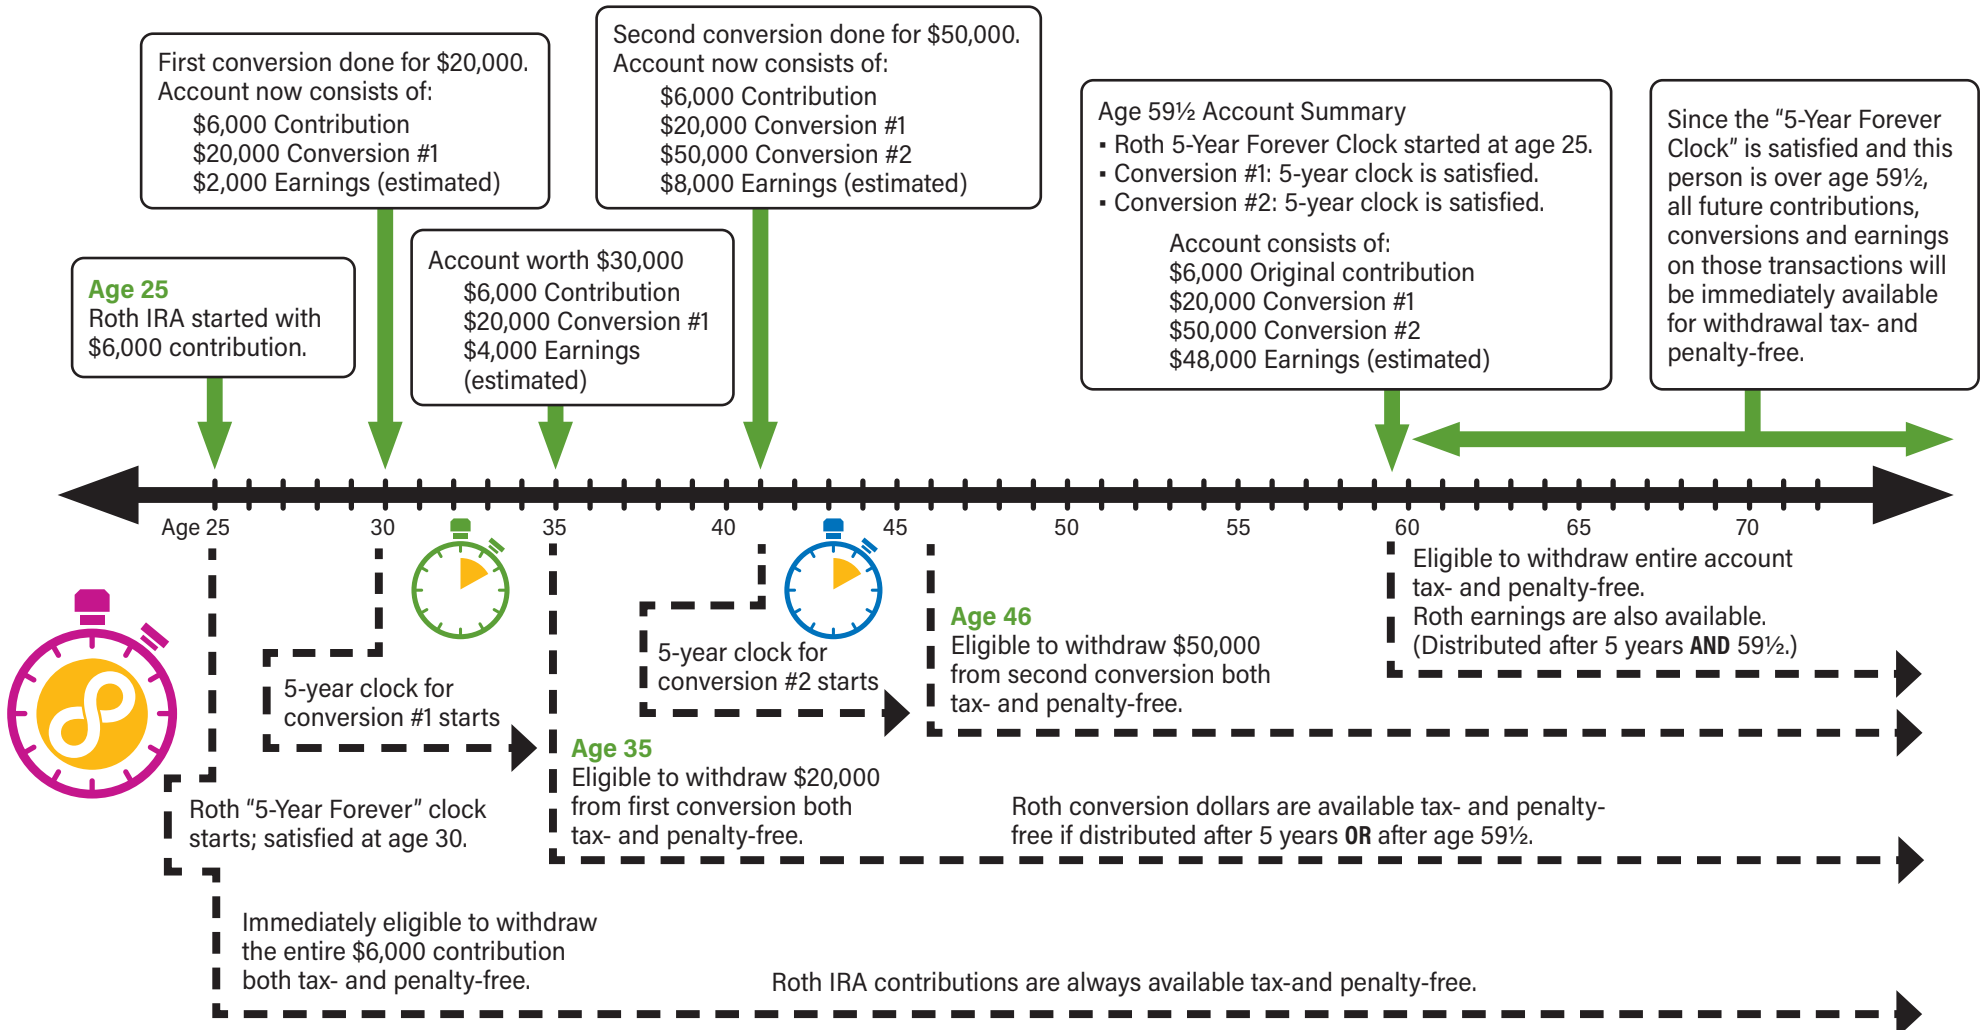 First conversion done for $20,000.
Account now consists of:
$6,000 Contribution
$20,000 Conversion #1
$2,000 Earnings (estimated)
Second conversion done for $50,000.
Account now consists of:
$6,000 Contribution
$20,000 Conversion #1
$50,000 Conversion #2
$8,000 Earnings (estimated)
Age 59½ Account Summary
▪ Roth 5-Year Forever Clock started at age 25.
▪ Conversion #1: 5-year clock is satisfied.
▪ Conversion #2: 5-year clock is satisfied.
Account consists of:
$6,000 Original contribution
$20,000 Conversion #1
$50,000 Conversion #2
$48,000 Earnings (estimated)
Since the "5-Year Forever
Clock" is satisfied and this
person is over age 59½,
all future contributions,
conversions and earnings
on those transactions will
be immediately available
for withdrawal tax- and
penalty-free.
Age 25
Roth IRA started with
$6,000 contribution.
Account worth $30,000
$6,000 Contribution
$20,000 Conversion #1
$4,000 Earnings
(estimated)
Age 25 30 35 40 45 50 55 60 65 70
Eligible to withdraw entire account
tax- and penalty-free.
Roth earnings are also available.
(Distributed after 5 years AND 59½.)
Age 46
Eligible to withdraw $50,000
from second conversion both
tax- and penalty-free.
5-year clock for
conversion #2 starts
5-year clock for
conversion #1 starts
Age 35
Eligible to withdraw $20,000
from first conversion both
tax- and penalty-free.
Roth conversion dollars are available tax- and penalty-
free if distributed after 5 years OR after age 59½.
Roth "5-Year Forever" clock
starts; satisfied at age 30.
Immediately eligible to withdraw
the entire $6,000 contribution
both tax- and penalty-free.
Roth IRA contributions are always available tax-and penalty-free.